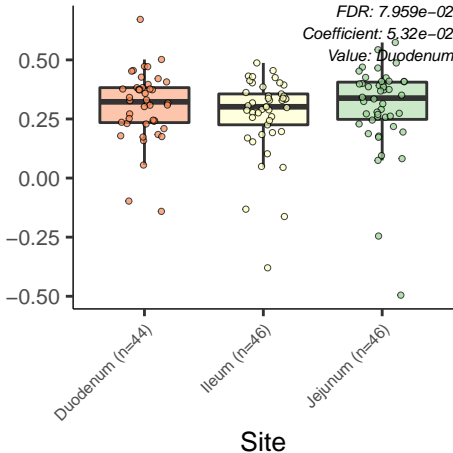 FDR: 7.959e−02
Coefficient: 5.32e−02
Value: Duodenum
0.50
0.25
0.00
−0.25
−0.50
Duodenum (n=44)
Ileum (n=46)
Jejunum (n=46)
Site